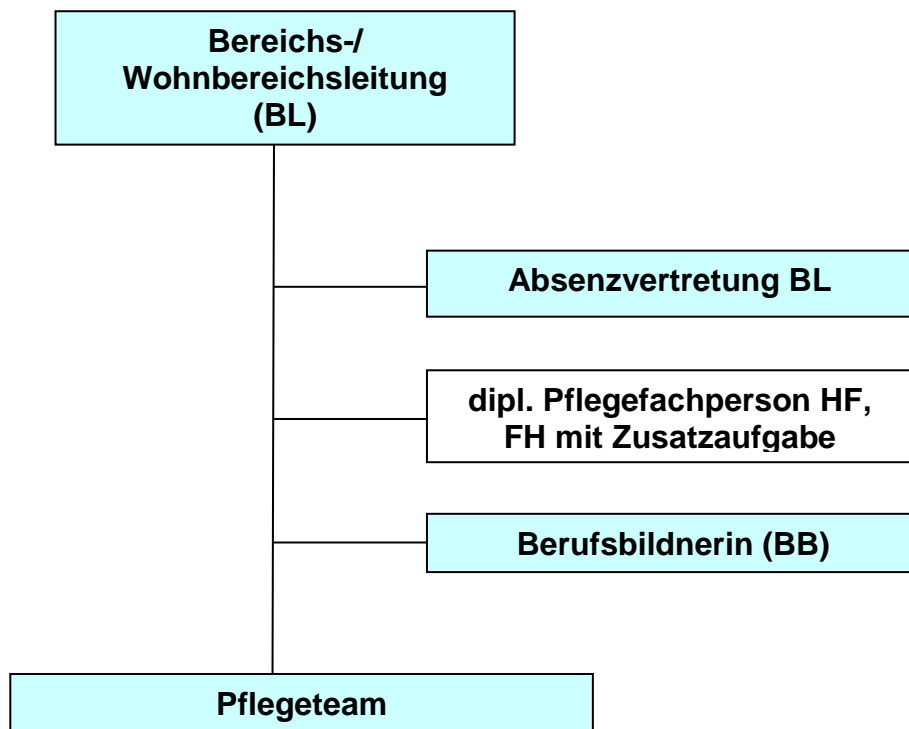 Bereichs-/
Wohnbereichsleitung
(BL)
Absenzvertretung BL
dipl. Pflegefachperson HF,
FH mit Zusatzaufgabe
Berufsbildnerin (BB)
Pflegeteam